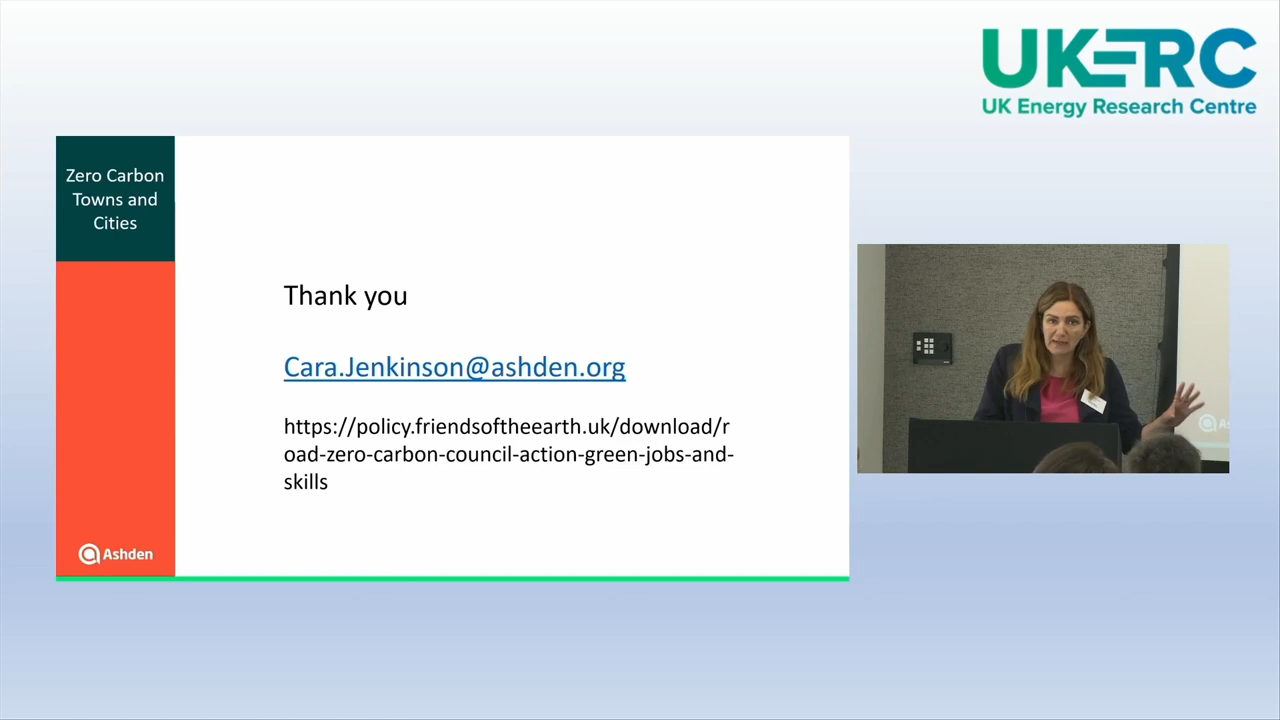 UKERC
UK Energy Research Centre
Zero Carbon
Towns and
Cities
Thank you
Cara.Jenkinson@ashden.org
https://policy.friendsoftheearth.uk/download/r
oad-zero-carbon-council-action-green-jobs-and-
skills
Ashden